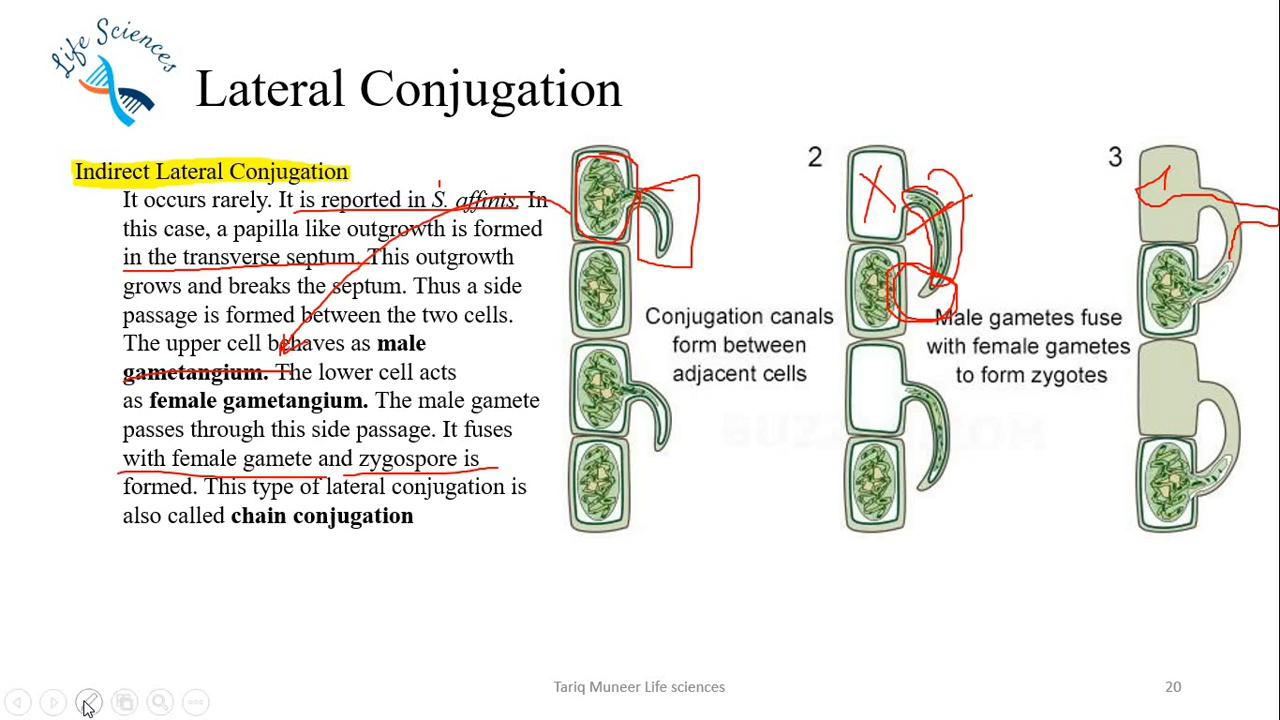 Life Sciences
Lateral Conjugation
Indirect Lateral Conjugation
It occurs rarely. It is reported in S. affinis. In
this case, a papilla like outgrowth is formed
in the transverse septum. This outgrowth
grows and breaks the septum. Thus a side
passage is formed between the two cells.
The upper cell behaves as male
gametangium. The lower cell acts
as female gametangium. The male gamete
passes through this side passage. It fuses
with female gamete and zygospore is
formed. This type of lateral conjugation is
also called chain conjugation
Conjugation canals
form between
adjacent cells
2
Male gametes fuse
with female gametes
to form zygotes
3
Tariq Muneer Life sciences
20